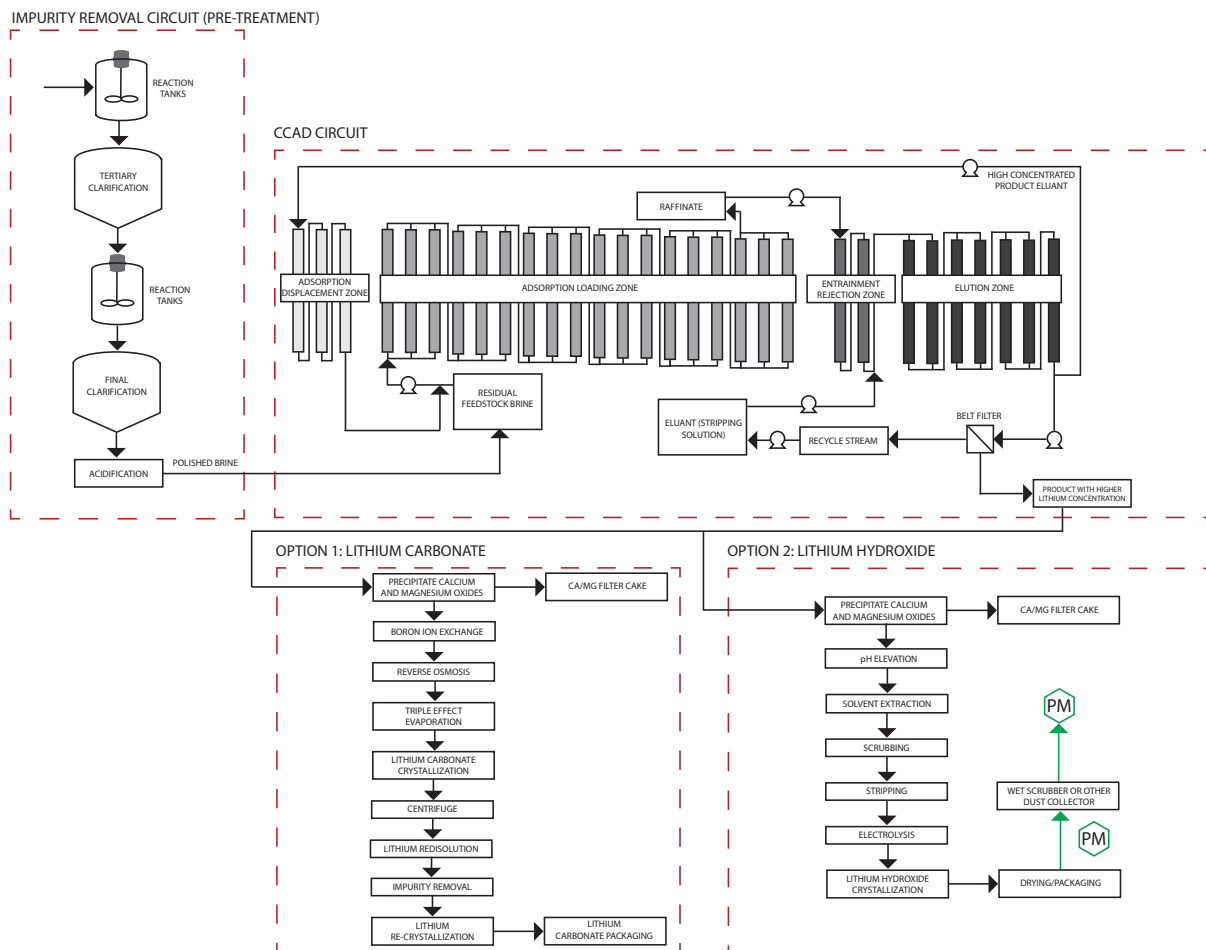 IMPURITY REMOVAL CIRCUIT (PRE-TREATMENT)
REACTION
TANKS
TERTIARY
CLARIFICATION
REACTION
TANKS
FINAL
CLARIFICATION
ACIDIFICATION
POLISHED BRINE
CCAD CIRCUIT
HIGH CONCENTRATED
PRODUCT ELUANT
RAFFINATE
ADSORPTION
DISPLACEMENT ZONE
ADSORPTION LOADING ZONE
ENTRAINMENT
REJECTION ZONE
ELUTION ZONE
RESIDUAL
FEEDSTOCK BRINE
ELUANT (STRIPPING
SOLUTION)
RECYCLE STREAM
BELT FILTER
PRODUCT WITH HIGHER
LITHIUM CONCENTRATION
OPTION 1: LITHIUM CARBONATE
PRECIPITATE CALCIUM
AND MAGNESIUM OXIDES
CA/MG FILTER CAKE
BORON ION EXCHANGE
REVERSE OSMOSIS
TRIPLE EFFECT
EVAPORATION
LITHIUM CARBONATE
CRYSTALLIZATION
CENTRIFUGE
LITHIUM REDISOLUTION
IMPURITY REMOVAL
LITHIUM
RE-CRYSTALLIZATION
LITHIUM
CARBONATE PACKAGING
OPTION 2: LITHIUM HYDROXIDE
PRECIPITATE CALCIUM
AND MAGNESIUM OXIDES
CA/MG FILTER CAKE
pH ELEVATION
SOLVENT EXTRACTION
SCRUBBING
STRIPPING
ELECTROLYSIS
LITHIUM HYDROXIDE
CRYSTALLIZATION
DRYING/PACKAGING
PM
WET SCRUBBER OR OTHER
DUST COLLECTOR
PM